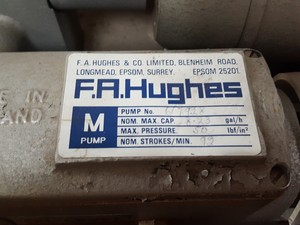 F.A. HUGHES & CO. LIMITED, BLENHEIM ROAD,
LONGMEAD, EPSOM, SURREY. EPSOM 25201.
F.A.Hughes
M
PUMP
PUMP No.
NOM. MAX. CAP. gal/h
MAX. PRESSURE. lbf/in²
NOM. STROKES/MIN.
IN
AND